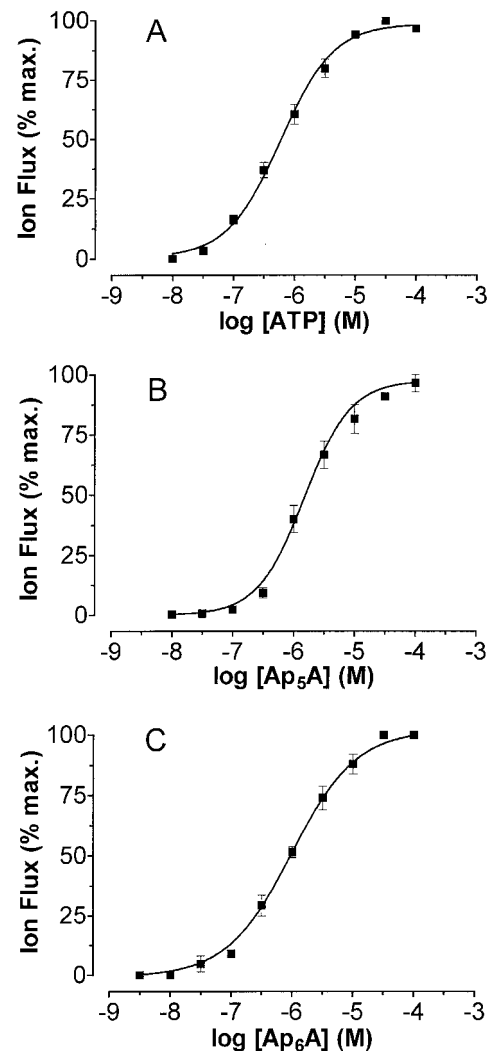 A
Ion Flux (% max.)
100
75
50
25
0
-9 -8 -7 -6 -5 -4 -3
log [ATP] (M)
B
Ion Flux (% max.)
100
75
50
25
0
-9 -8 -7 -6 -5 -4 -3
log [Ap₅A] (M)
C
Ion Flux (% max.)
100
75
50
25
0
-9 -8 -7 -6 -5 -4 -3
log [Ap₆A] (M)